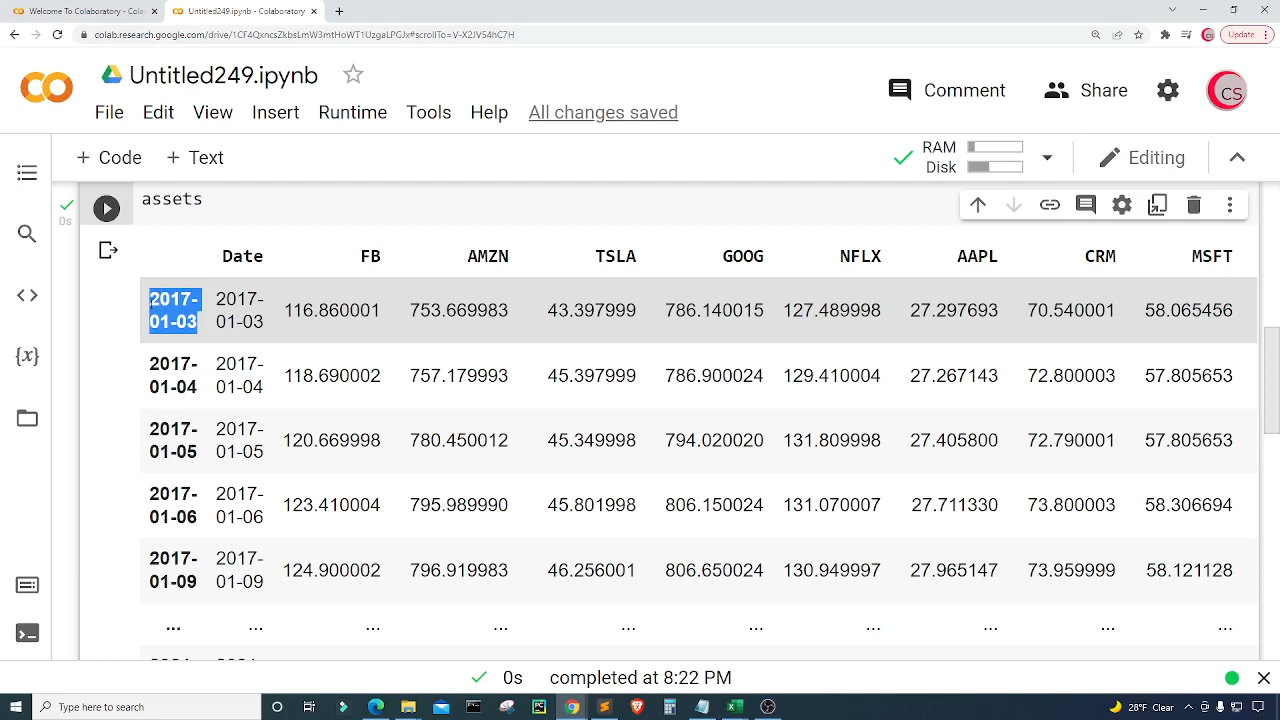 Welcome To Colaboratory - Colal
Untitled249.ipynb - Colaboratory
colab.research.google.com/drive/1CF4QxncsZkbsLmW3mtHoWT1UzgaLPGJx#scrollTo=V-X2JV54hC7H
Update
Untitled249.ipynb
Comment
Share
CS
File Edit View Insert Runtime Tools Help All changes saved
+ Code + Text
RAM
Disk
Editing
assets
0s
Date FB AMZN TSLA GOOG NFLX AAPL CRM MSFT
2017-01-03 2017-01-03 116.860001 753.669983 43.397999 786.140015 127.489998 27.297693 70.540001 58.065456
2017-01-04 2017-01-04 118.690002 757.179993 45.397999 786.900024 129.410004 27.267143 72.800003 57.805653
2017-01-05 2017-01-05 120.669998 780.450012 45.349998 794.020020 131.809998 27.405800 72.790001 57.805653
2017-01-06 2017-01-06 123.410004 795.989990 45.801998 806.150024 131.070007 27.711330 73.800003 58.306694
2017-01-09 2017-01-09 124.900002 796.919983 46.256001 806.650024 130.949997 27.965147 73.959999 58.121128
... ... ... ... ... ... ... ... ... ...
0s completed at 8:22 PM
Type here to search
28°F Clear